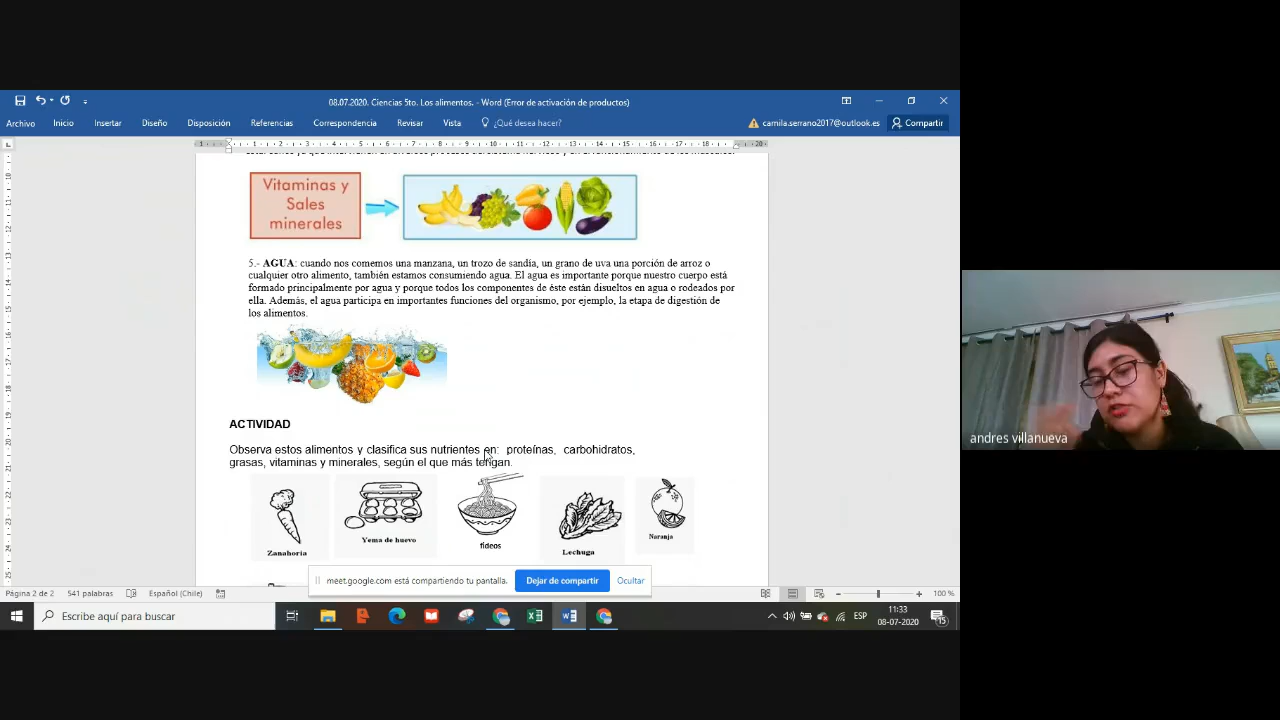 08.07.2020. Ciencias 5to. Los alimentos. - Word (Error de activación de productos)
Archivo Inicio Insertar Diseño Disposición Referencias Correspondencia Revisar Vista ¿Qué desea hacer? camila.serrano2017@outlook.es Compartir
Vitaminas y
Sales
minerales
5.- AGUA: cuando nos comemos una manzana, un trozo de sandía, un grano de uva una porción de arroz o
cualquier otro alimento, también estamos consumiendo agua. El agua es importante porque nuestro cuerpo está
formado principalmente por agua y porque todos los componentes de éste están disueltos en agua o rodeados por
ella. Además, el agua participa en importantes funciones del organismo, por ejemplo, la etapa de digestión de
los alimentos.
ACTIVIDAD
Observa estos alimentos y clasifica sus nutrientes en: proteínas, carbohidratos,
grasas, vitaminas y minerales, según el que más tengan.
Zanahoria
Yema de huevo
fideos
Lechuga
Naranja
meet.google.com está compartiendo tu pantalla. Dejar de compartir Ocultar
Página 2 de 2 541 palabras Español (Chile) 100 %
Escribe aquí para buscar
ESP
11:33
08-07-2020
15
andres villanueva